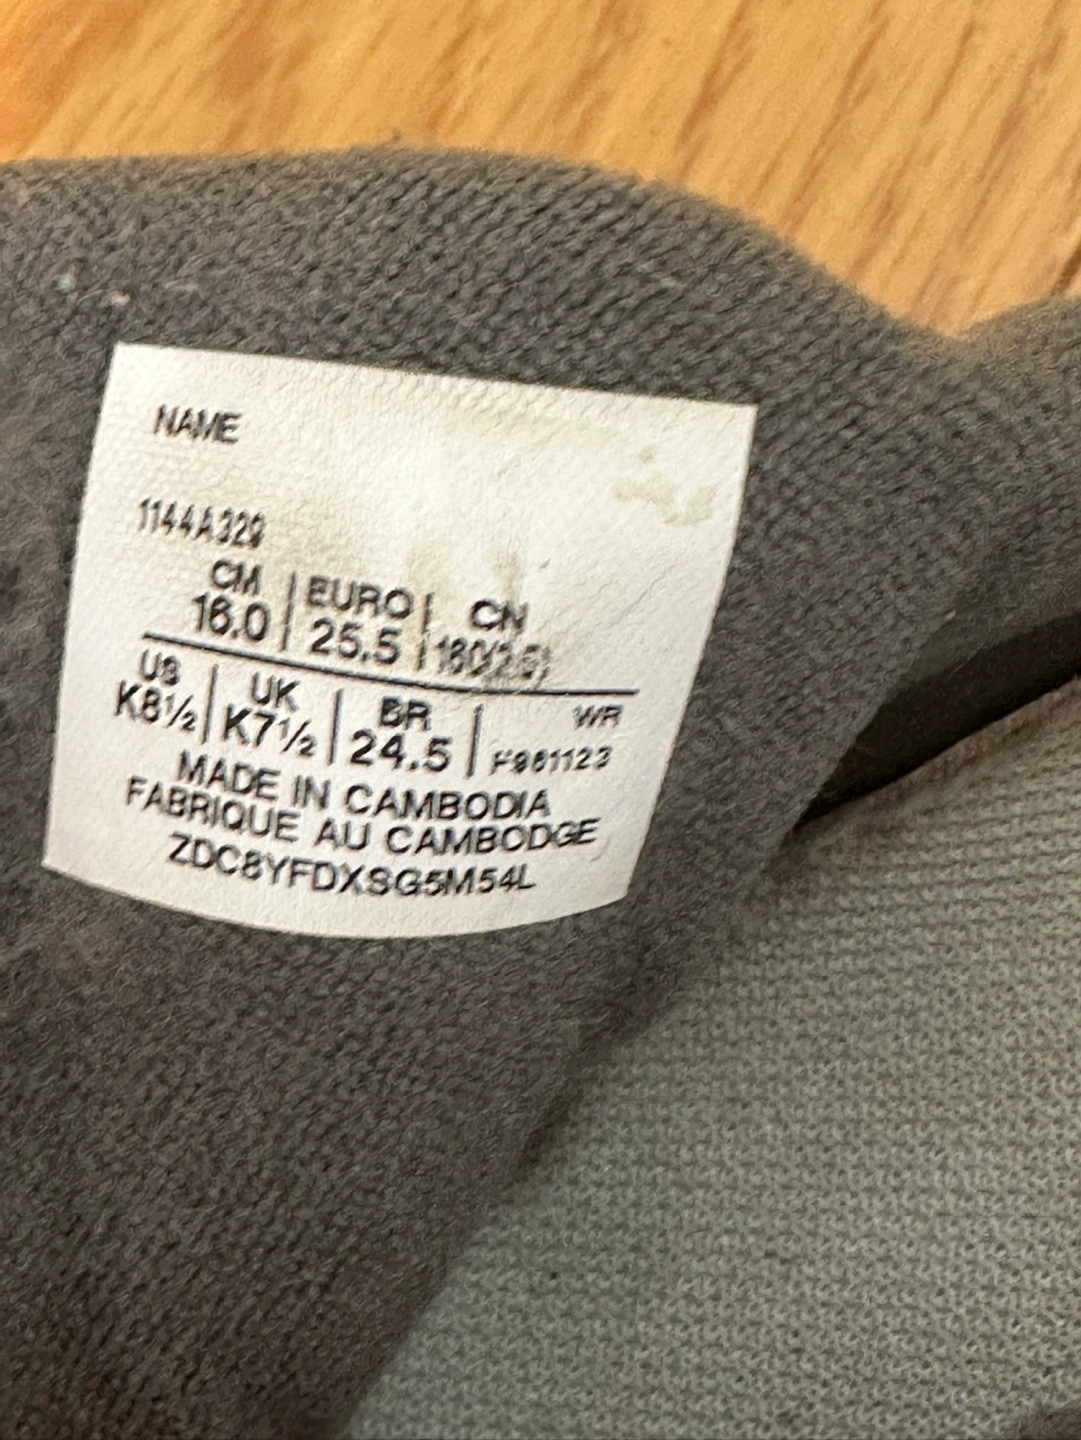 NAME
1144A329
CM | EURO | CN
16.0 | 25.5 | 160(2.5)
US | UK | BR | WR
K8½ | K7½ | 24.5 |
MADE IN CAMBODIA
FABRIQUE AU CAMBODGE
ZDC8YFDXSG5M54L